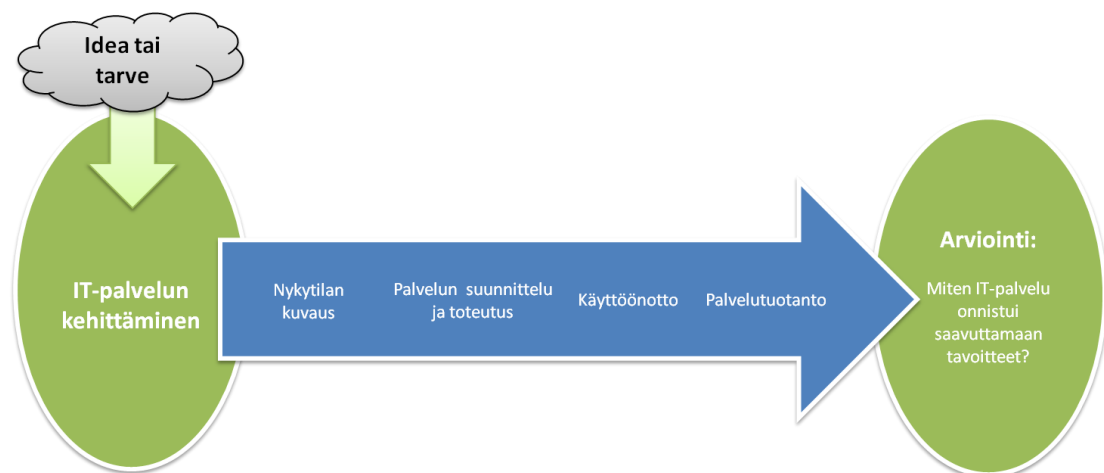 Idea tai
tarve
IT-palvelun
kehittäminen
Nykytilan
kuvaus
Palvelun suunnittelu
ja toteutus
Käyttöönotto
Palvelutuotanto
Arviointi:
Miten IT-palvelu
onnistui
saavuttamaan
tavoitteet?